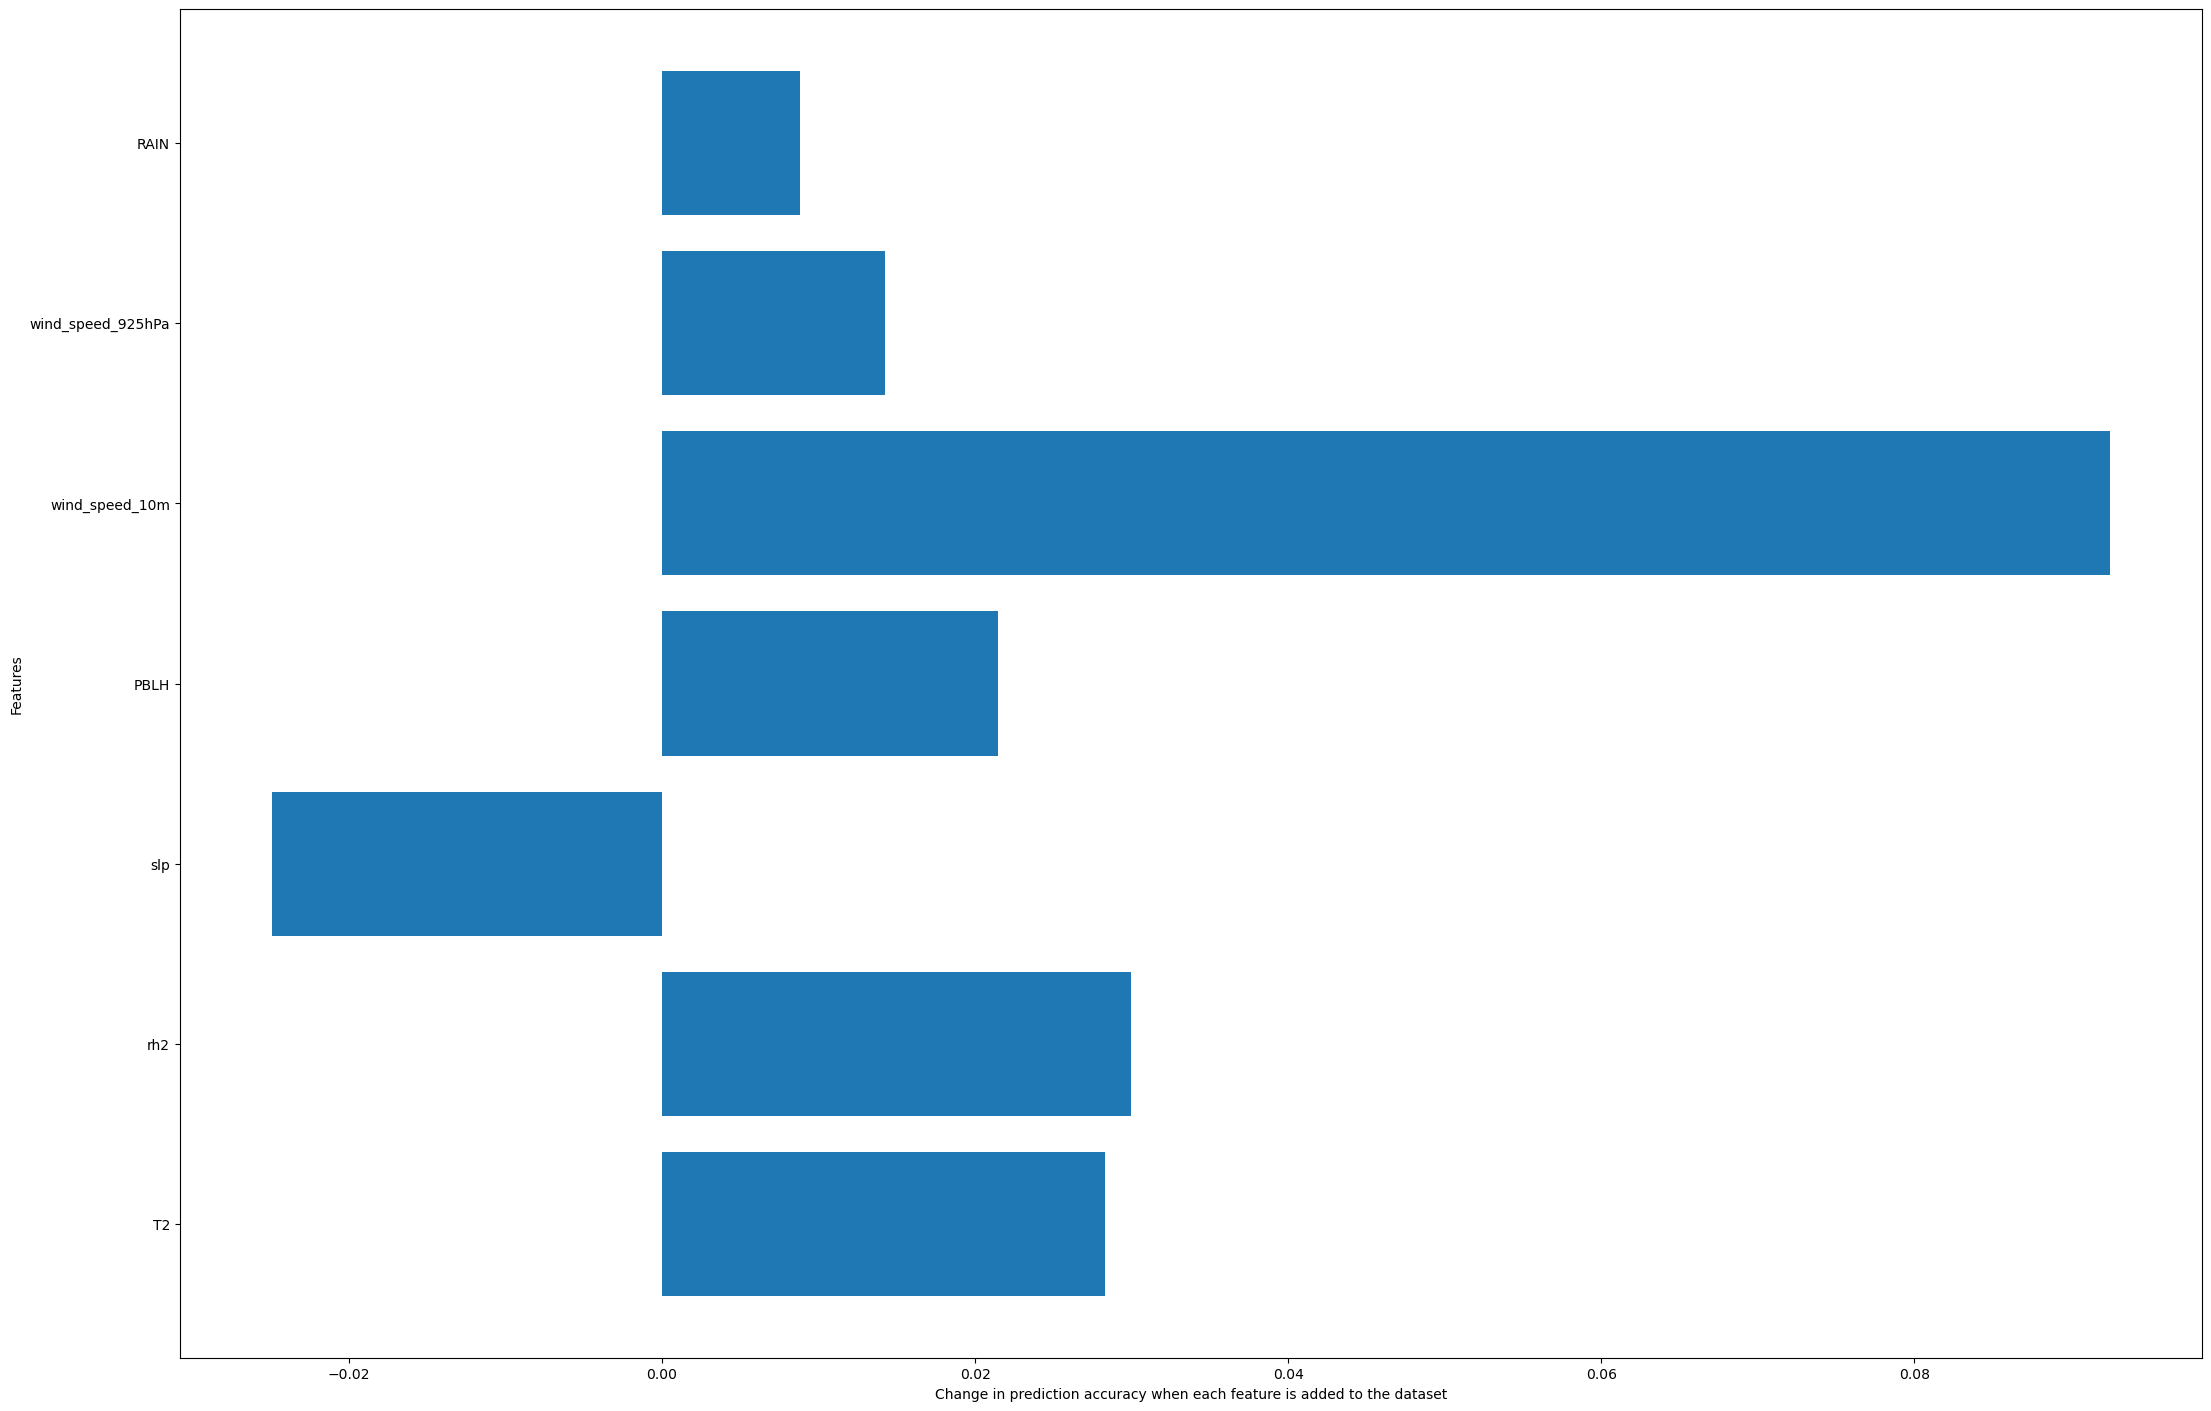 RAIN
wind_speed_925hPa
wind_speed_10m
PBLH
slp
rh2
T2
Features
−0.02 0.00 0.02 0.04 0.06 0.08
Change in prediction accuracy when each feature is added to the dataset